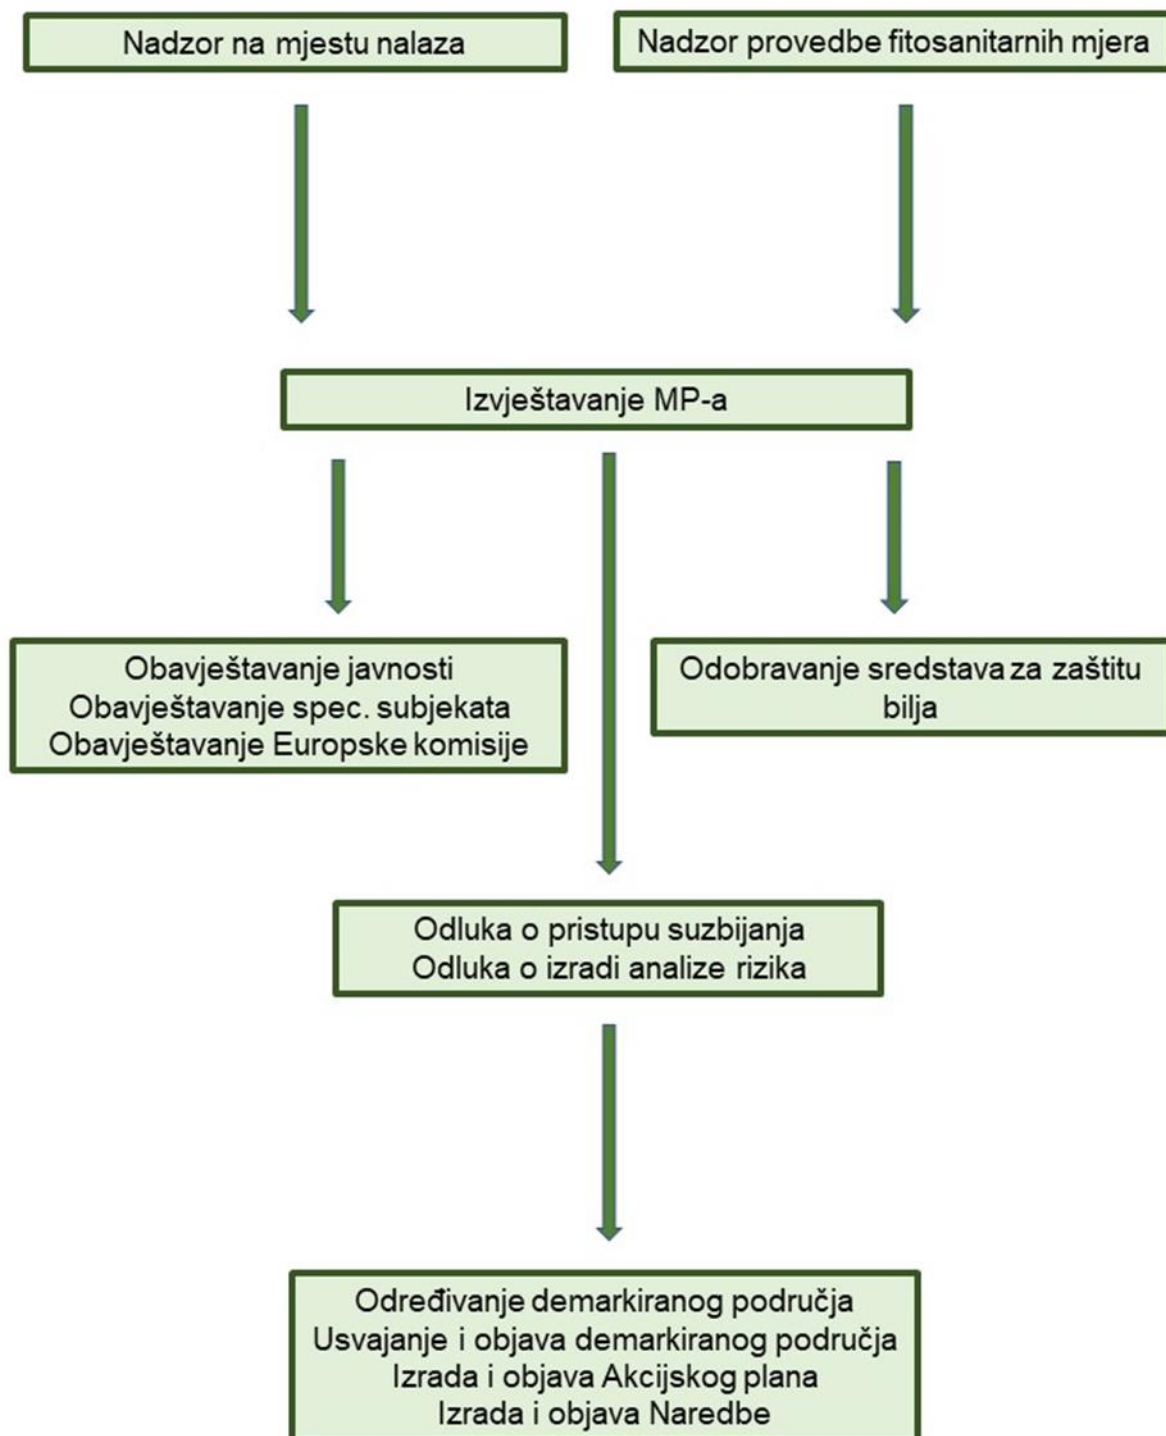 Nadzor na mjestu nalaza
Nadzor provedbe fitosanitarnih mjera
Izvještavanje MP-a
Obavještavanje javnosti
Obavještavanje spec. subjekata
Obavještavanje Europske komisije
Odobravanje sredstava za zaštitu
bilja
Odluka o pristupu suzbijanja
Odluka o izradi analize rizika
Određivanje demarkiranog područja
Usvajanje i objava demarkiranog područja
Izrada i objava Akcijskog plana
Izrada i objava Naredbe